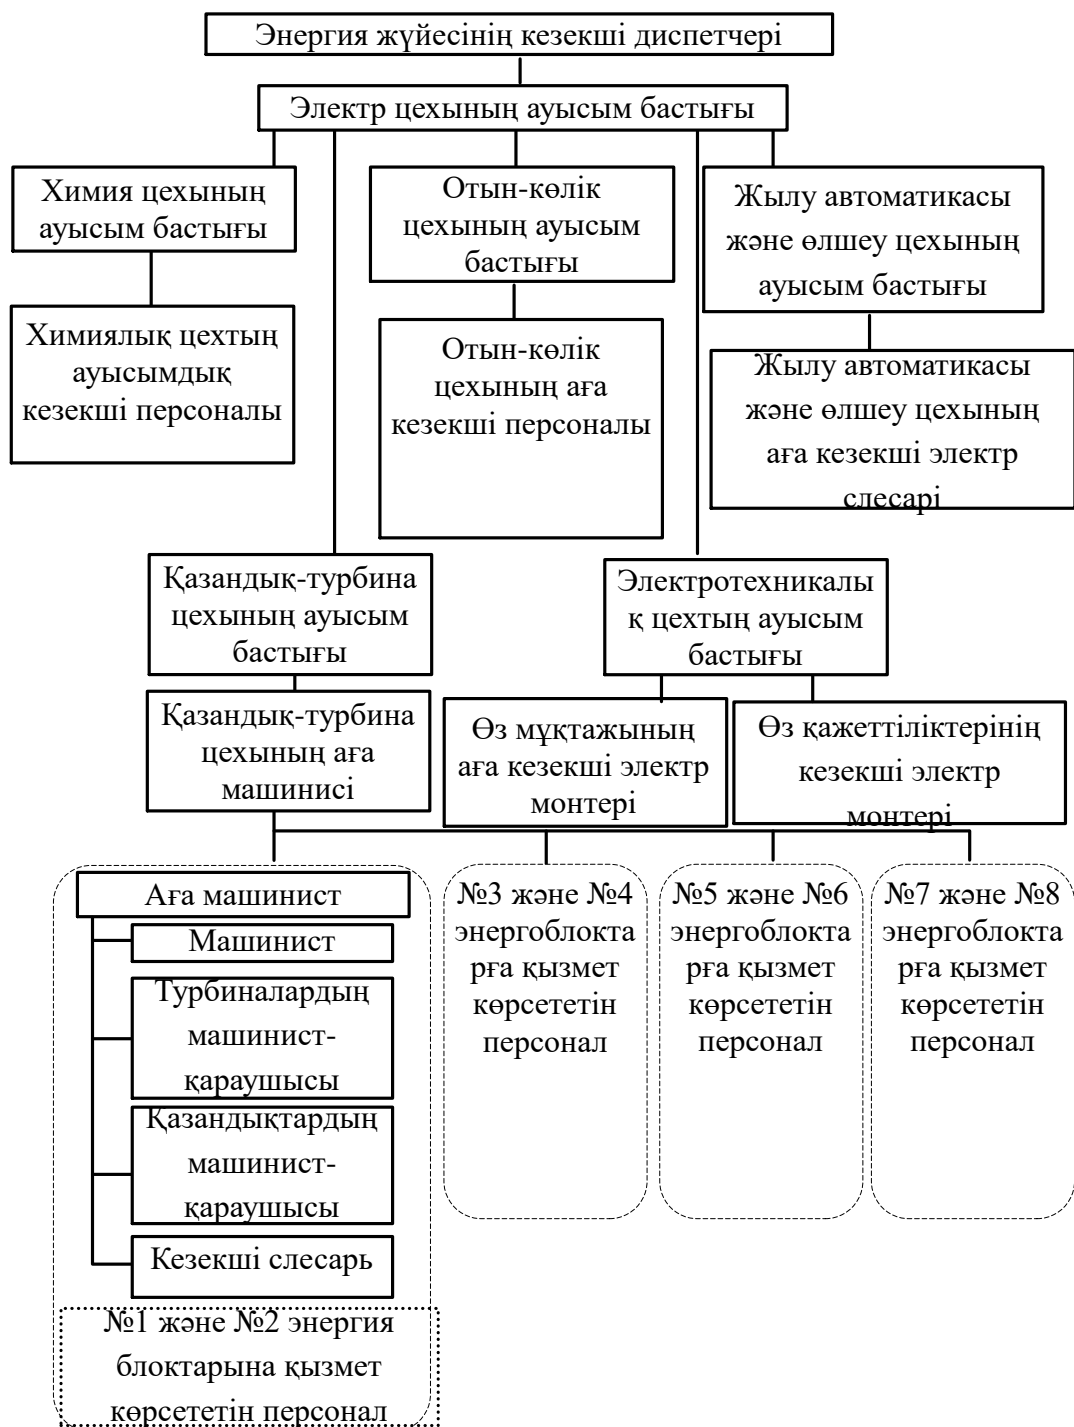 Энергия жүйесінің кезекші диспетчері
Электр цехының ауысым бастығы
Химия цехының
ауысым бастығы
Отын-көлік
цехының ауысым
бастығы
Жылу автоматикасы
және өлшеу цехының
ауысым бастығы
Химиялық цехтың
ауысымдық
кезекші персоналы
Отын-көлік
цехының аға
кезекші персоналы
Жылу автоматикасы
және өлшеу цехының
аға кезекші электр
слесарі
Қазандық-турбина
цехының ауысым
бастығы
Электротехникалы
қ цехтың ауысым
бастығы
Қазандық-турбина
цехының аға
машинисі
Өз мұқтажының
аға кезекші электр
монтері
Өз қажеттіліктерінің
кезекші электр
монтері
Аға машинист
Машинист
Турбиналардың
машинист-
қараушысы
Қазандықтардың
машинист-
қараушысы
Кезекші слесарь
№1 және №2 энергия
блоктарына қызмет
көрсететін персонал
№3 және №4
энергоблокта
рға қызмет
көрсететін
персонал
№5 және №6
энергоблокта
рға қызмет
көрсететін
персонал
№7 және №8
энергоблокта
рға қызмет
көрсететін
персонал